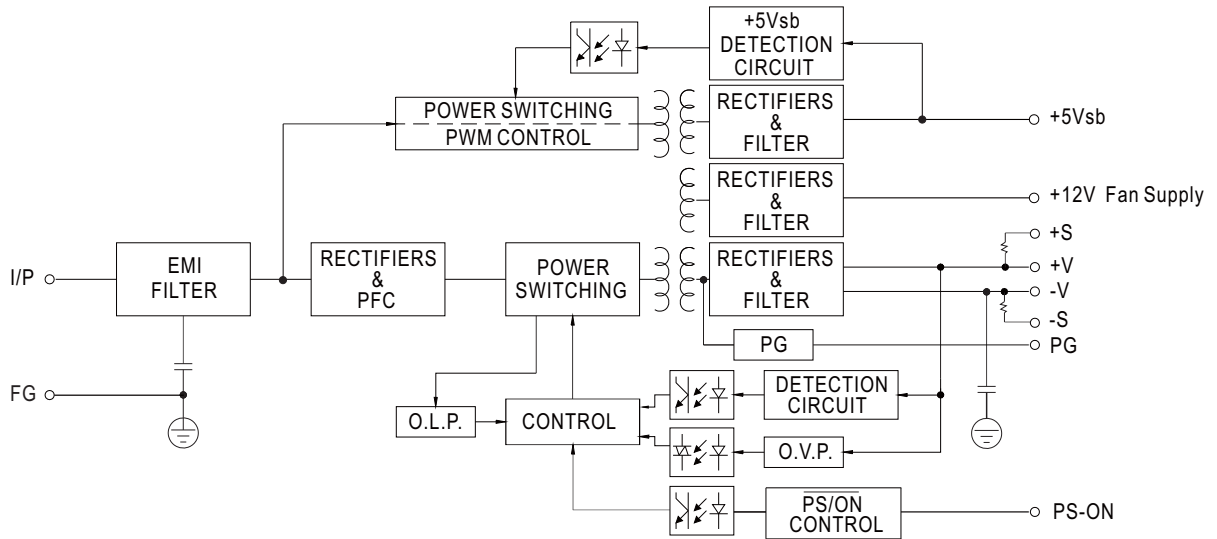 +5Vsb
DETECTION
CIRCUIT
POWER SWITCHING
PWM CONTROL
RECTIFIERS
&
FILTER
+5Vsb
RECTIFIERS
&
FILTER
+12V Fan Supply
I/P
EMI
FILTER
RECTIFIERS
&
PFC
POWER
SWITCHING
RECTIFIERS
&
FILTER
+S
+V
-V
-S
PG
PG
FG
O.L.P.
CONTROL
DETECTION
CIRCUIT
O.V.P.
PS/ON
CONTROL
PS-ON